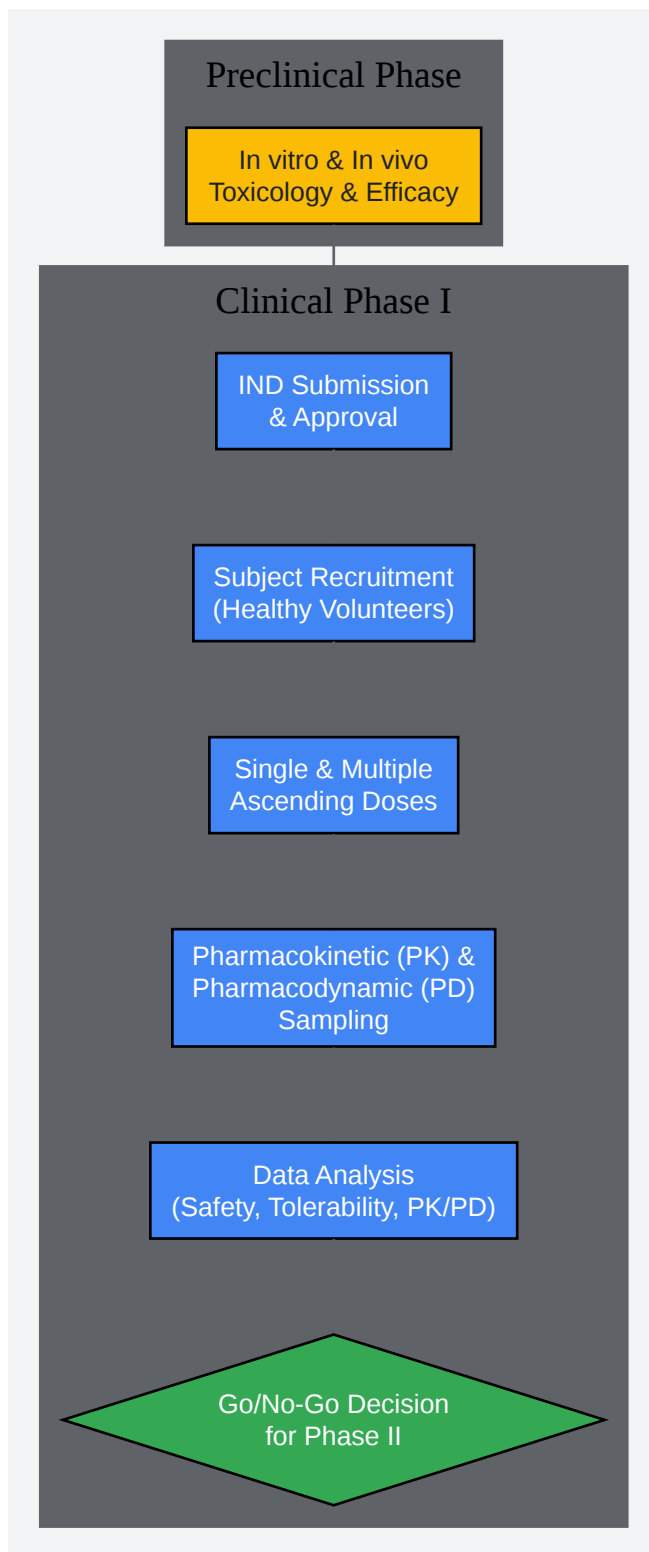 Preclinical Phase
In vitro & In vivo
Toxicology & Efficacy
Clinical Phase I
IND Submission
& Approval
Subject Recruitment
(Healthy Volunteers)
Single & Multiple
Ascending Doses
Pharmacokinetic (PK) &
Pharmacodynamic (PD)
Sampling
Data Analysis
(Safety, Tolerability, PK/PD)
Go/No-Go Decision
for Phase II